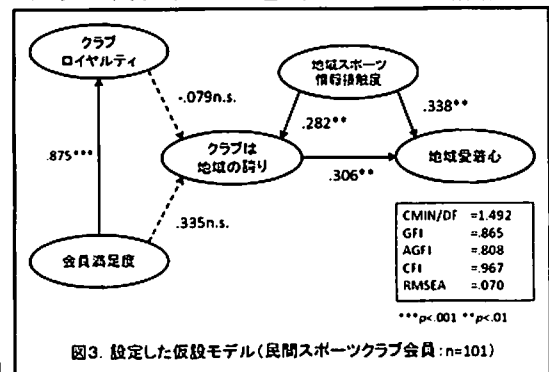 クラブ
ロイヤルティ
地域スポーツ
情報接触度
-.079n.s.
.338**
.282**
.875***
クラブは
地域の誇り
.306**
地域愛着心
.335n.s.
会員満足度
CMIN/DF =1.492
GFI =.865
AGFI =.808
CFI =.967
RMSEA =.070
***p<.001 **p<.01
図3. 設定した仮設モデル(民間スポーツクラブ会員:n=101)